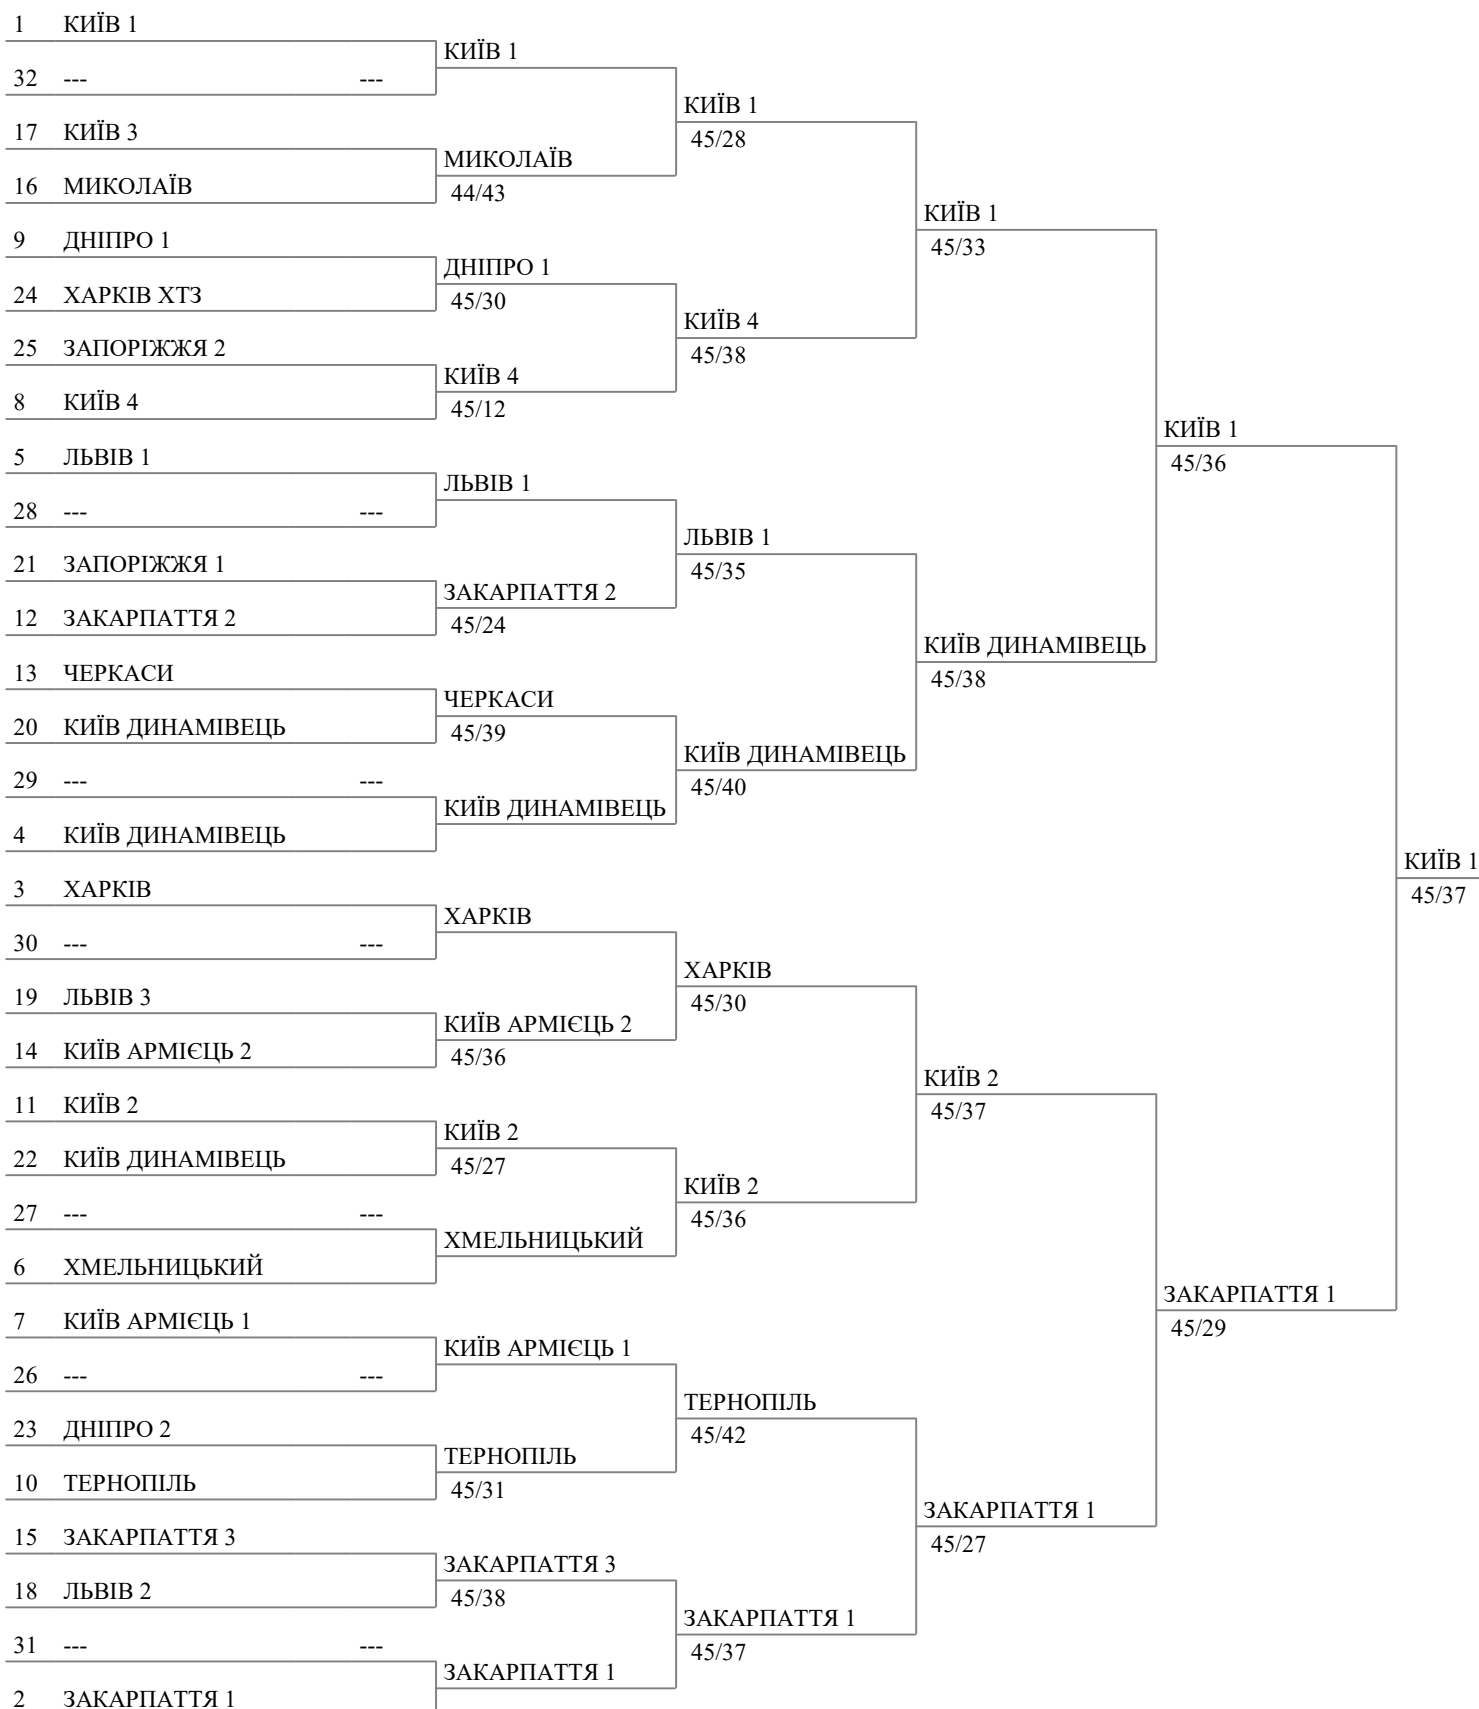 1 КИЇВ 1
КИЇВ 1
32 --- ---
КИЇВ 1
45/28
17 КИЇВ 3
МИКОЛАЇВ
44/43
16 МИКОЛАЇВ
КИЇВ 1
45/33
9 ДНІПРО 1
ДНІПРО 1
45/30
24 ХАРКІВ ХТЗ
КИЇВ 4
45/38
25 ЗАПОРІЖЖЯ 2
КИЇВ 4
45/12
8 КИЇВ 4
КИЇВ 1
45/36
5 ЛЬВІВ 1
ЛЬВІВ 1
28 --- ---
ЛЬВІВ 1
45/35
21 ЗАПОРІЖЖЯ 1
ЗАКАРПАТТЯ 2
45/24
12 ЗАКАРПАТТЯ 2
КИЇВ ДИНАМІВЕЦЬ
45/38
13 ЧЕРКАСИ
ЧЕРКАСИ
45/39
20 КИЇВ ДИНАМІВЕЦЬ
КИЇВ ДИНАМІВЕЦЬ
45/40
29 --- ---
КИЇВ ДИНАМІВЕЦЬ
4 КИЇВ ДИНАМІВЕЦЬ
КИЇВ 1
45/37
3 ХАРКІВ
ХАРКІВ
30 --- ---
ХАРКІВ
45/30
19 ЛЬВІВ 3
КИЇВ АРМІЄЦЬ 2
45/36
14 КИЇВ АРМІЄЦЬ 2
КИЇВ 2
45/37
11 КИЇВ 2
КИЇВ 2
45/27
22 КИЇВ ДИНАМІВЕЦЬ
КИЇВ 2
45/36
27 --- ---
ХМЕЛЬНИЦЬКИЙ
6 ХМЕЛЬНИЦЬКИЙ
ЗАКАРПАТТЯ 1
45/29
7 КИЇВ АРМІЄЦЬ 1
КИЇВ АРМІЄЦЬ 1
26 --- ---
ТЕРНОПІЛЬ
45/42
23 ДНІПРО 2
ТЕРНОПІЛЬ
45/31
10 ТЕРНОПІЛЬ
ЗАКАРПАТТЯ 1
45/27
15 ЗАКАРПАТТЯ 3
ЗАКАРПАТТЯ 3
45/38
18 ЛЬВІВ 2
ЗАКАРПАТТЯ 1
45/37
31 --- ---
ЗАКАРПАТТЯ 1
2 ЗАКАРПАТТЯ 1